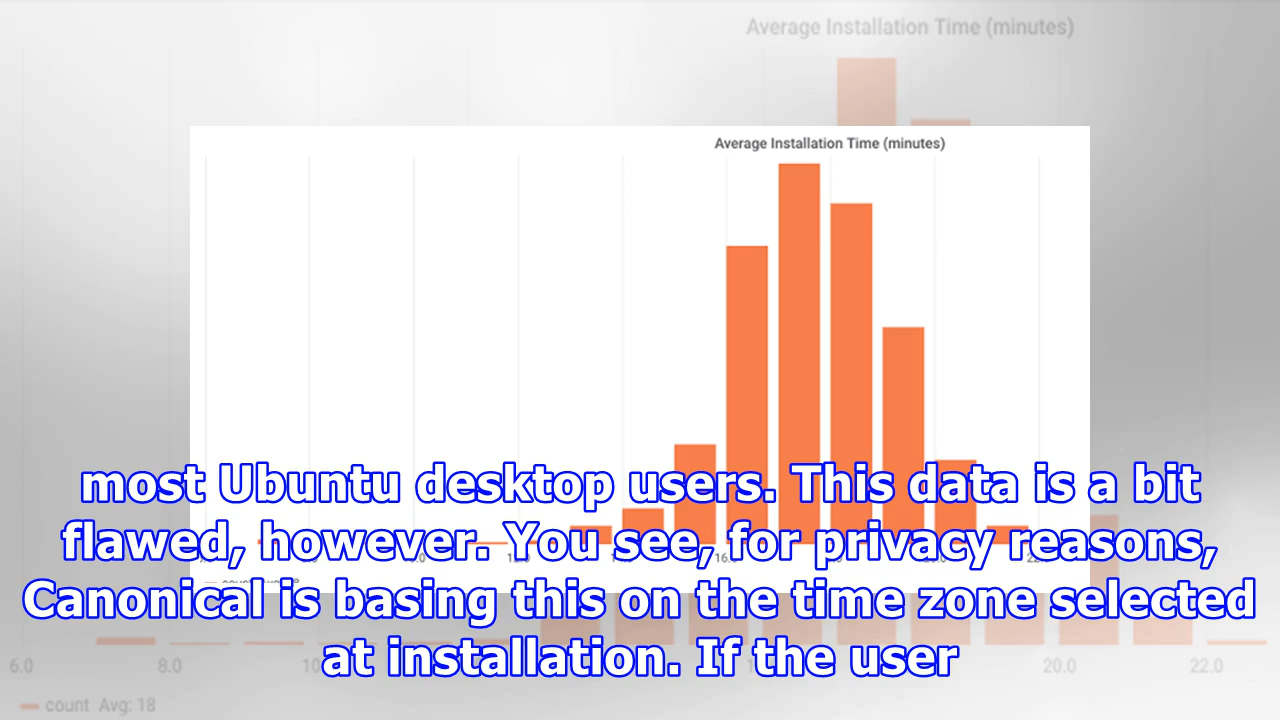 Average Installation Time (minutes)
Average Installation Time (minutes)
most Ubuntu desktop users. This data is a bit
flawed, however. You see, for privacy reasons,
Canonical is basing this on the time zone selected
at installation. If the user
6.0 8.0 20.0 22.0
count Avg: 18